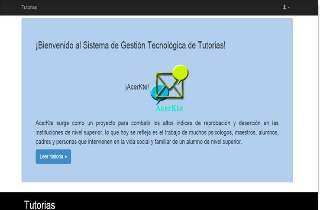 Tutorias
¡Bienvenido al Sistema de Gestión Tecnológica de Tutorias!
¡AcerKte!
AcerKte
AcerKte surge como un proyecto para combatir los altos indices de reprobación y deserción en las
instituciones de nivel superior, lo que hoy se refleja es el trabajo de muchos psicologos, maestros, alumnos,
padres y personas que intervienen en la vida social y familiar de un alumno de nivel superior.
Leer historia »
Tutorias